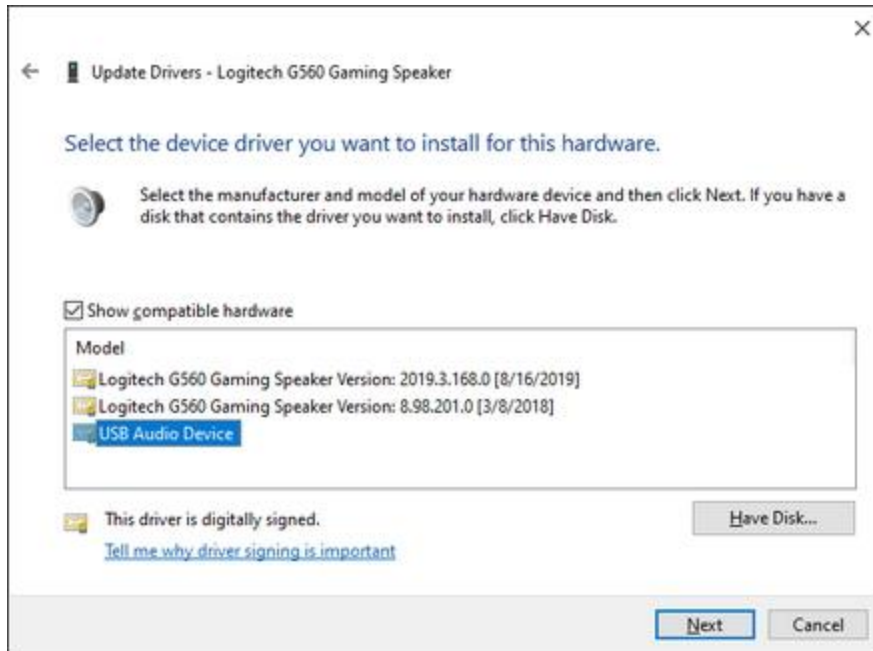 Update Drivers - Logitech G560 Gaming Speaker
Select the device driver you want to install for this hardware.
Select the manufacturer and model of your hardware device and then click Next. If you have a
disk that contains the driver you want to install, click Have Disk.
Show compatible hardware
Model
Logitech G560 Gaming Speaker Version: 2019.3.168.0 [8/16/2019]
Logitech G560 Gaming Speaker Version: 8.98.201.0 [3/8/2018]
USB Audio Device
This driver is digitally signed.
Have Disk...
Tell me why driver signing is important
Next
Cancel